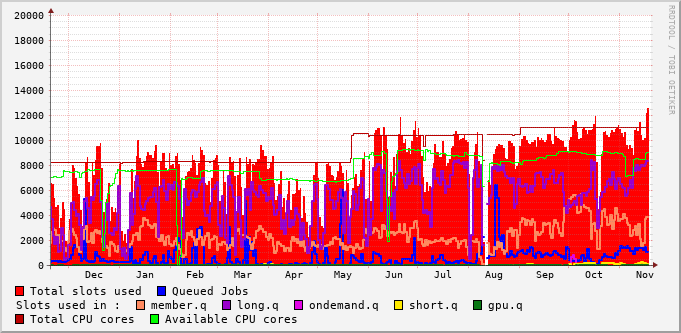 20000
18000
16000
14000
12000
10000
8000
6000
4000
2000
0
Dec Jan Feb Mar Apr May Jun Jul Aug Sep Oct Nov
RRDTOOL / TOBI OETIKER
Total slots used Queued Jobs
Slots used in : member.q long.q ondemand.q short.q gpu.q
Total CPU cores Available CPU cores